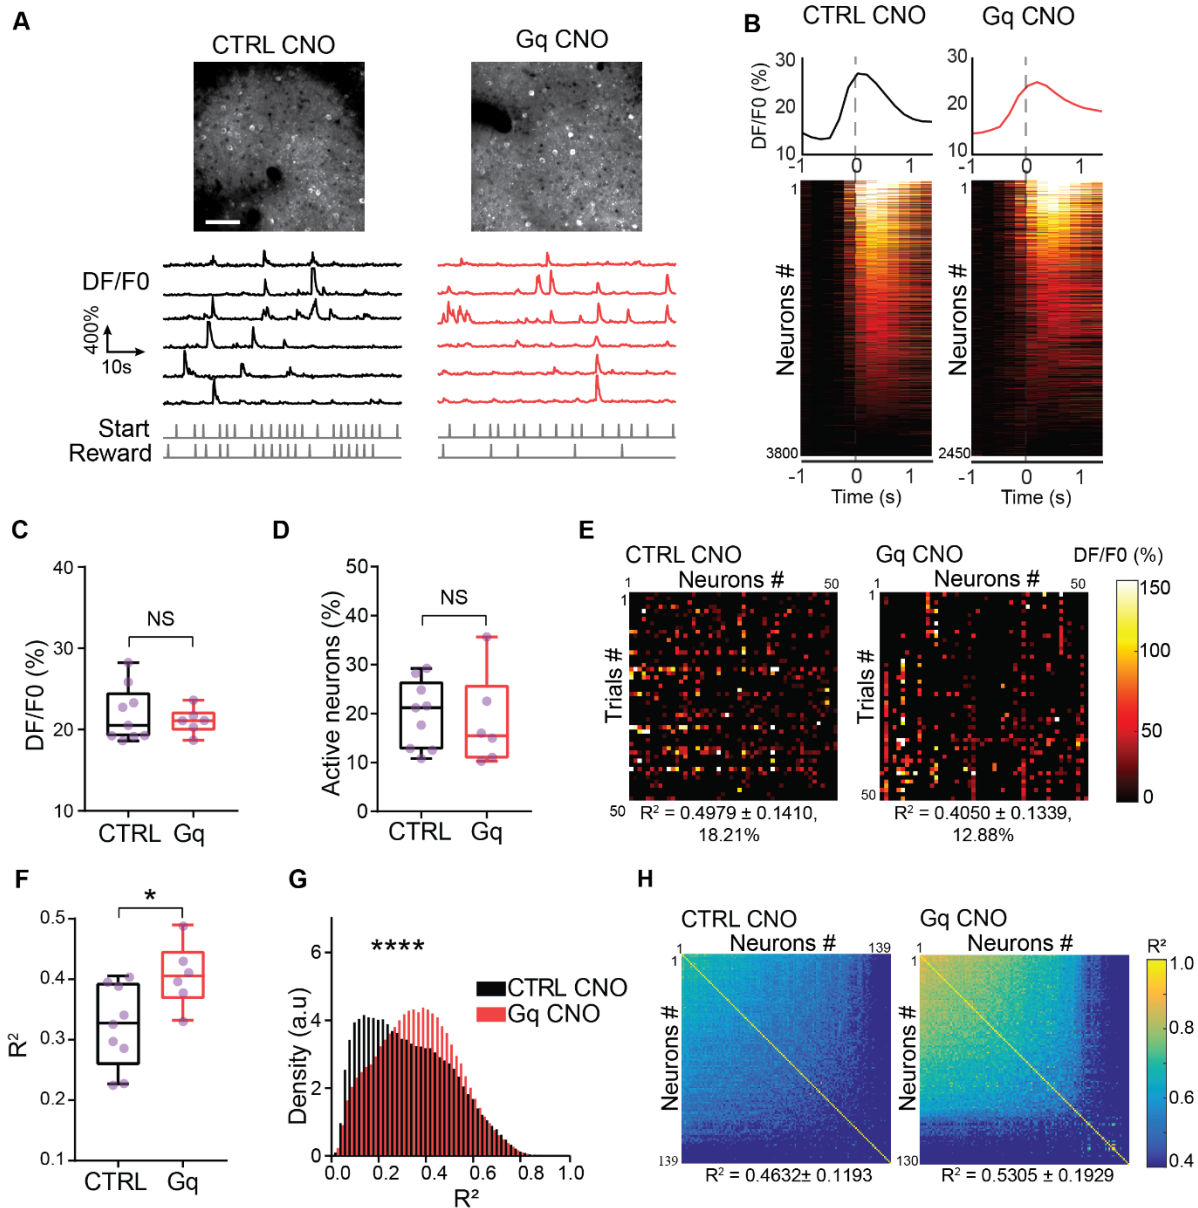 A
CTRL CNO
Gq CNO
DF/F0
400%
10s
Start
Reward
B
CTRL CNO
Gq CNO
DF/F0 (%)
30
20
10
-1 0 1
30
20
10
-1 0 1
Neurons #
1
3800
-1 0 1
Time (s)
Neurons #
1
2450
-1 0 1
Time (s)
C
DF/F0 (%)
40
30
20
10
NS
CTRL Gq
D
Active neurons (%)
50
40
30
20
10
0
NS
CTRL Gq
E
CTRL CNO
1 Neurons # 50
1
Trials #
50
R² = 0.4979 ± 0.1410,
18.21%
Gq CNO
1 Neurons # 50
1
Trials #
50
R² = 0.4050 ± 0.1339,
12.88%
DF/F0 (%)
150
100
50
0
F
R²
0.5
0.4
0.3
0.2
0.1
*
CTRL Gq
G
Density (a.u)
6
4
2
0
****
CTRL CNO
Gq CNO
0.0 0.2 0.4 0.6 0.8 1.0
R²
H
CTRL CNO
1 Neurons # 139
1
Neurons #
139
R² = 0.4632± 0.1193
Gq CNO
1 Neurons #
1
Neurons #
130
R² = 0.5305 ± 0.1929
R²
1.0
0.8
0.6
0.4